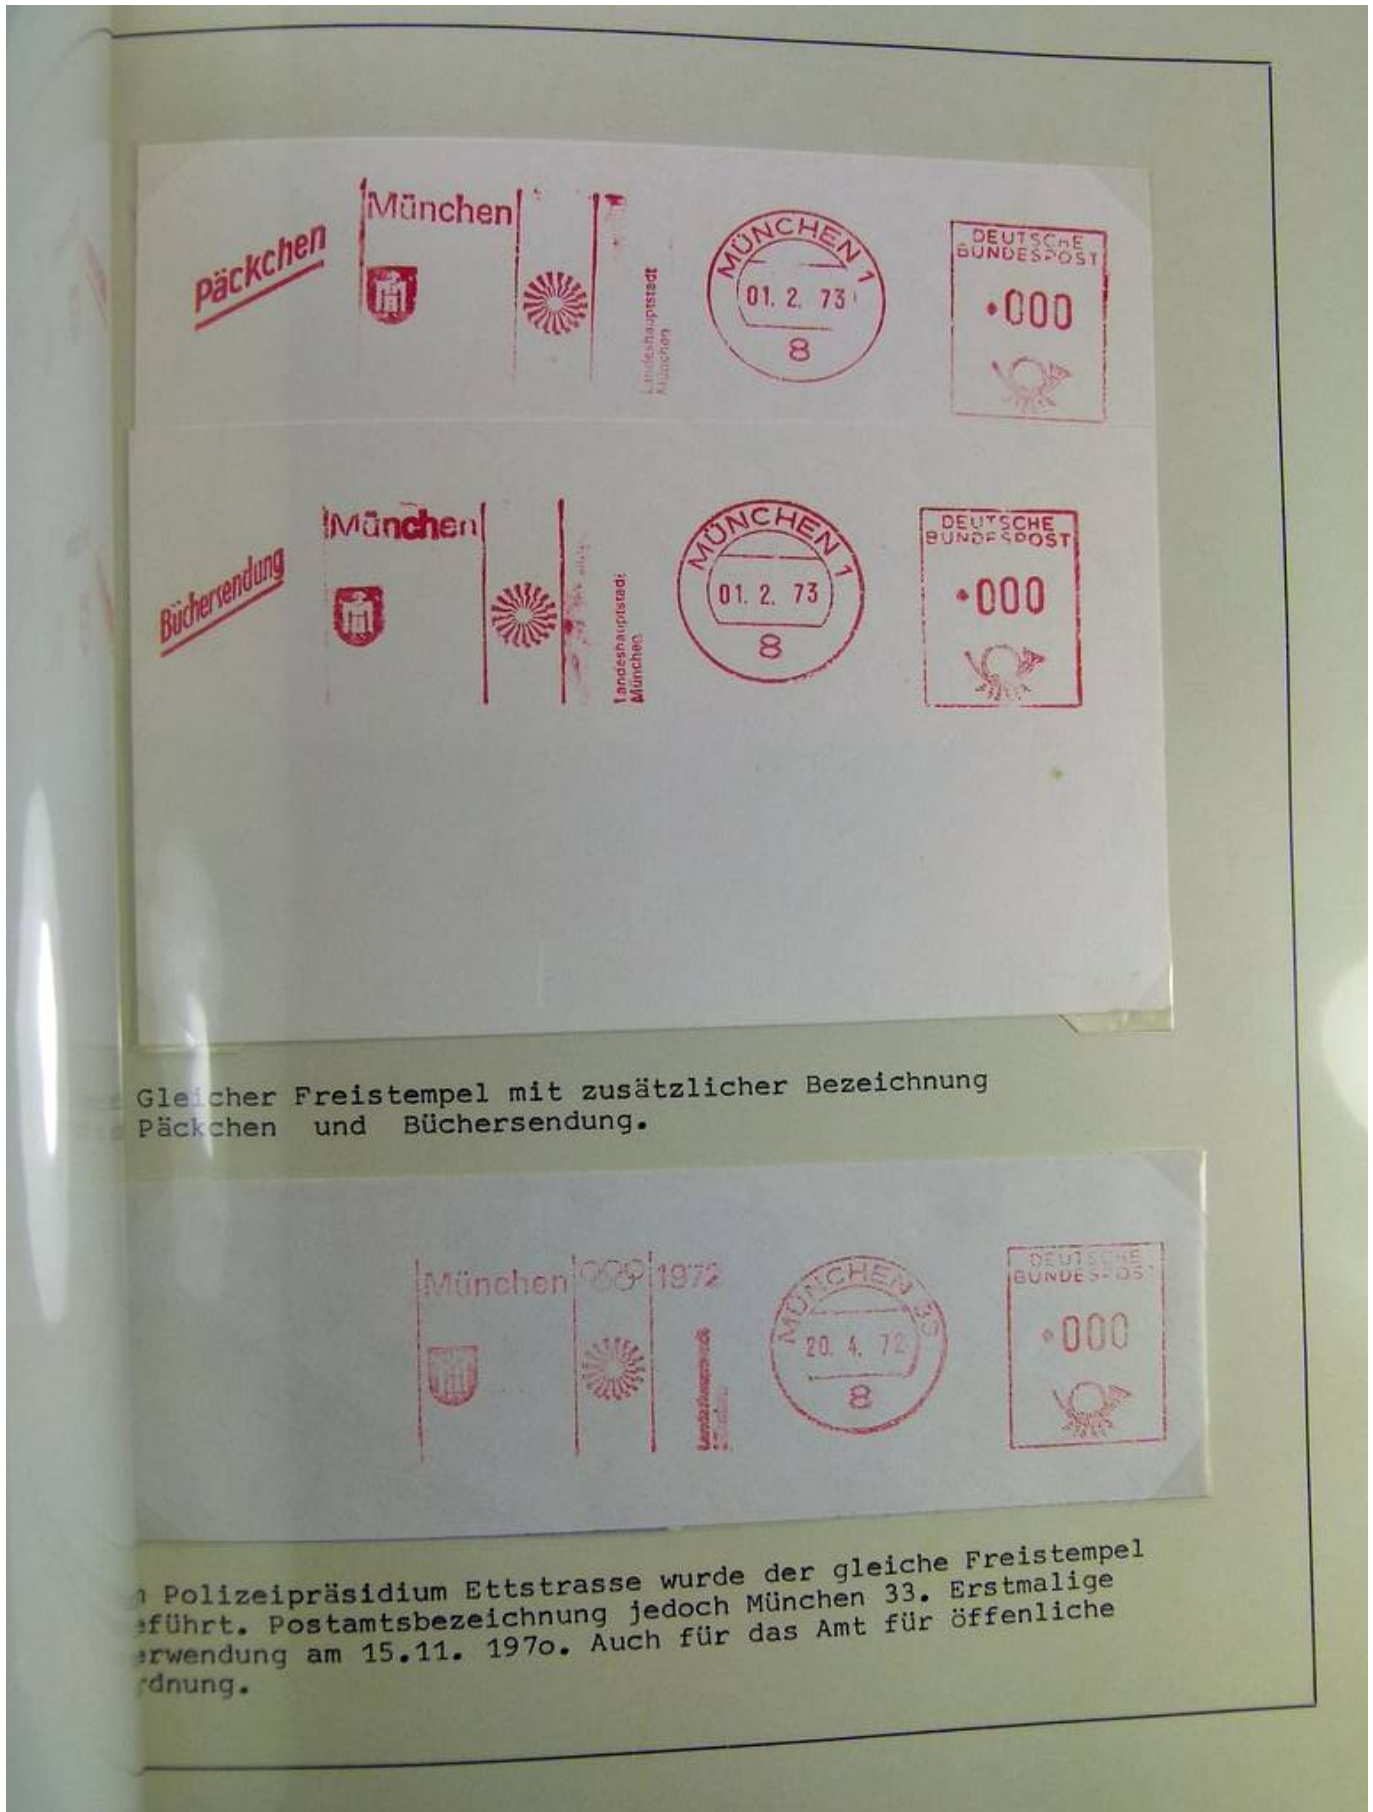 Päckchen
München
Landeshauptstadt
München
MÜNCHEN 1
01. 2. 73
8
DEUTSCHE
BUNDESPOST
000
Büchersendung
München
Landeshauptstadt
München
MÜNCHEN 1
01. 2. 73
8
DEUTSCHE
BUNDESPOST
000
Gleicher Freistempel mit zusätzlicher Bezeichnung
Päckchen und Büchersendung.
München 1972
Landeshauptstadt
MÜNCHEN 33
20. 4. 72
8
DEUTSCHE
BUNDESPOST
000
Polizeipräsidium Ettstrasse wurde der gleiche Freistempel
eführt. Postamtsbezeichnung jedoch München 33. Erstmalige
erwendung am 15.11. 197o. Auch für das Amt für öffenliche
rdnung.